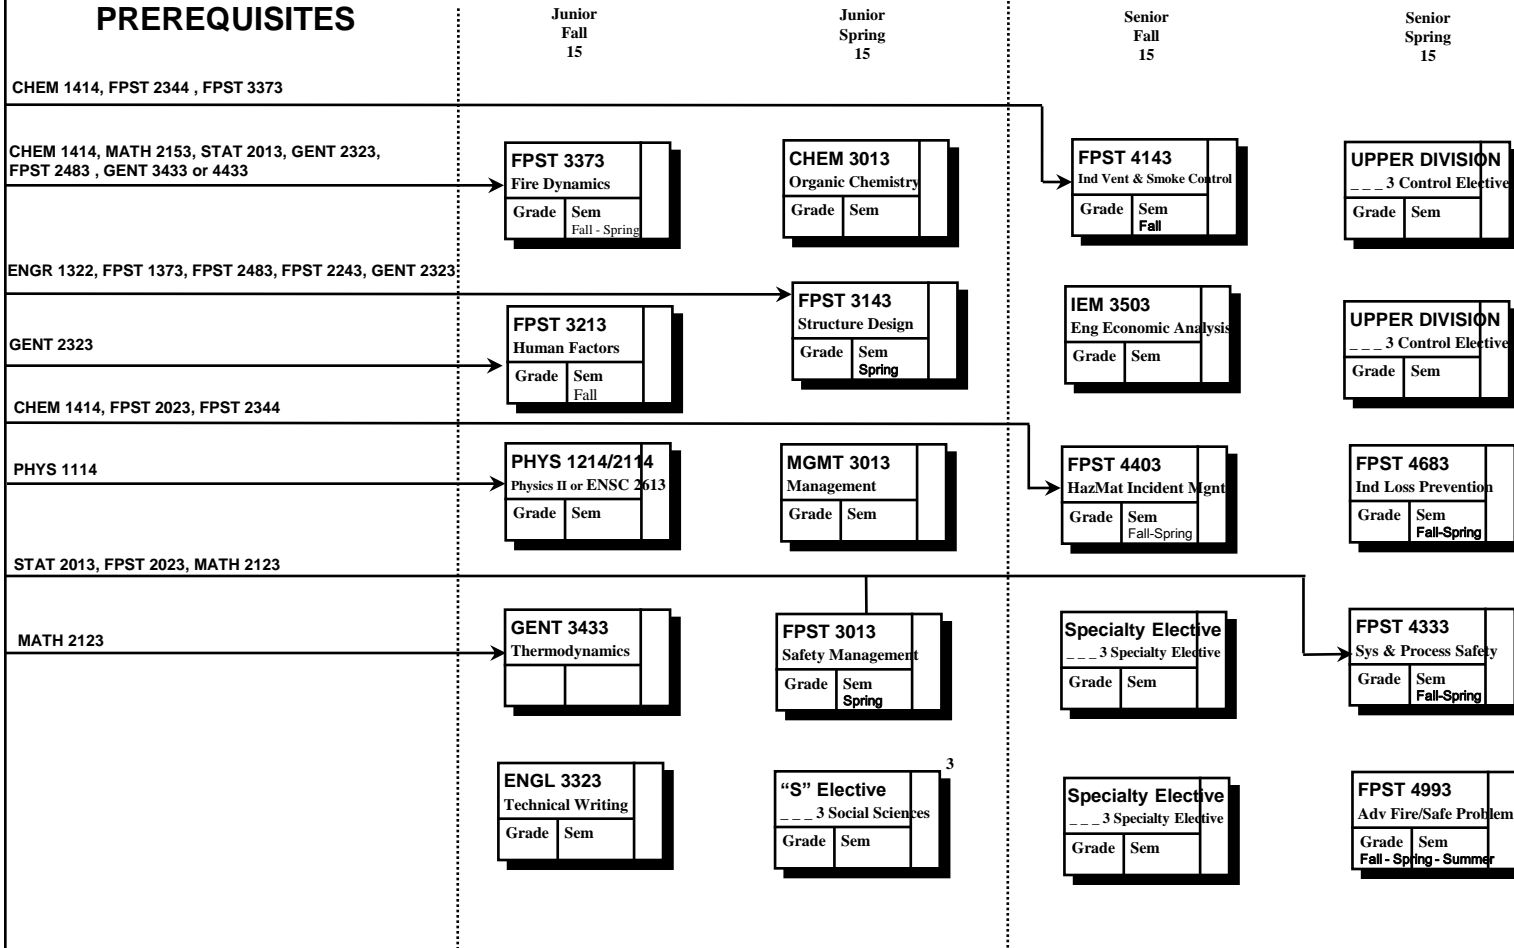 PREREQUISITES
Junior
Fall
15
Junior
Spring
15
Senior
Fall
15
Senior
Spring
15
CHEM 1414, FPST 2344 , FPST 3373
CHEM 1414, MATH 2153, STAT 2013, GENT 2323,
FPST 2483 , GENT 3433 or 4433
FPST 3373
Fire Dynamics
Grade Sem
Fall - Spring
CHEM 3013
Organic Chemistry
Grade Sem
FPST 4143
Ind Vent & Smoke Control
Grade Sem
Fall
UPPER DIVISION
_ _ _ 3 Control Elective
Grade Sem
ENGR 1322, FPST 1373, FPST 2483, FPST 2243, GENT 2323
FPST 3143
Structure Design
Grade Sem
Spring
IEM 3503
Eng Economic Analysis
Grade Sem
UPPER DIVISION
_ _ _ 3 Control Elective
Grade Sem
GENT 2323
FPST 3213
Human Factors
Grade Sem
Fall
CHEM 1414, FPST 2023, FPST 2344
PHYS 1114
PHYS 1214/2114
Physics II or ENSC 2613
Grade Sem
MGMT 3013
Management
Grade Sem
FPST 4403
HazMat Incident Mgnt
Grade Sem
Fall-Spring
FPST 4683
Ind Loss Prevention
Grade Sem
Fall-Spring
STAT 2013, FPST 2023, MATH 2123
MATH 2123
GENT 3433
Thermodynamics
FPST 3013
Safety Management
Grade Sem
Spring
Specialty Elective
_ _ _ 3 Specialty Elective
Grade Sem
FPST 4333
Sys & Process Safety
Grade Sem
Fall-Spring
ENGL 3323
Technical Writing
Grade Sem
3
“S” Elective
_ _ _ 3 Social Sciences
Grade Sem
Specialty Elective
_ _ _ 3 Specialty Elective
Grade Sem
FPST 4993
Adv Fire/Safe Problem
Grade Sem
Fall - Spring - Summer